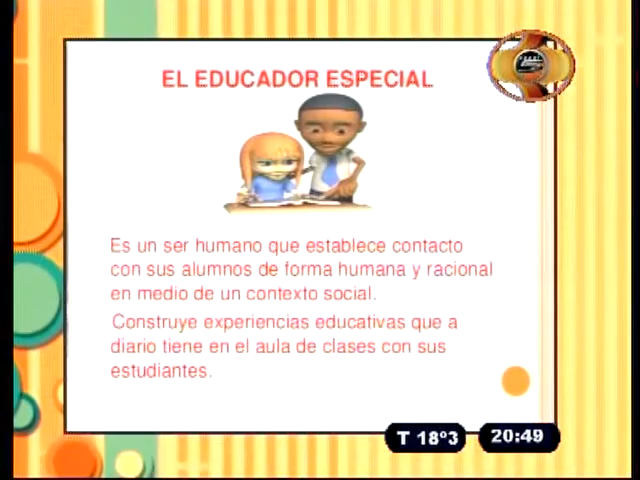 EL EDUCADOR ESPECIAL
Es un ser humano que establece contacto
con sus alumnos de forma humana y racional
en medio de un contexto social.
Construye experiencias educativas que a
diario tiene en el aula de clases con sus
estudiantes.
T 18º3
20:49